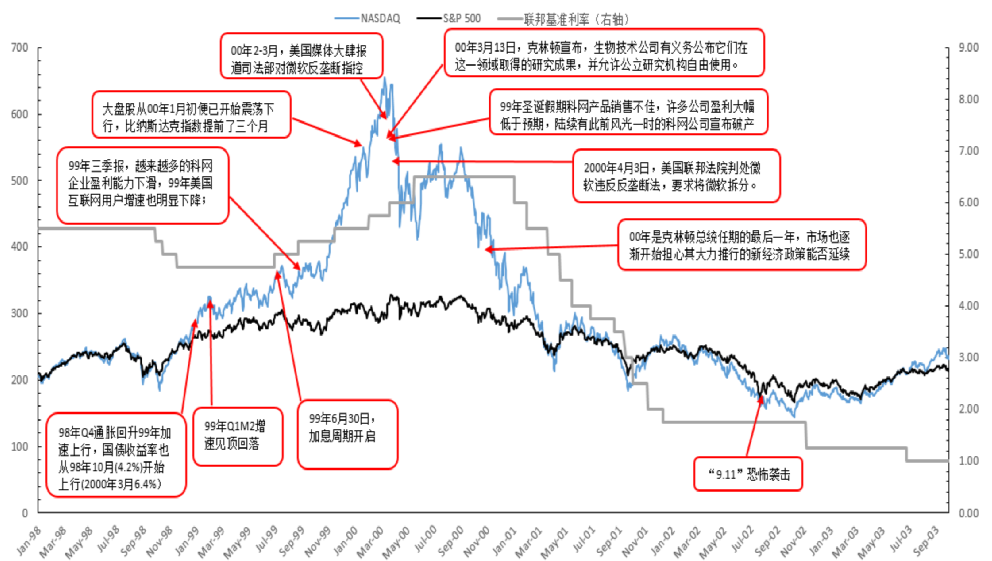 NASDAQ
S&P 500
联邦基准利率（右轴）
700
600
500
400
300
200
100
0
9.00
8.00
7.00
6.00
5.00
4.00
3.00
2.00
1.00
0.00
00年2-3月，美国媒体大肆报
道司法部对微软反垄断指控
00年3月13日，克林顿宣布，生物技术公司有义务公布它们在
这一领域取得的研究成果，并允许公立研究机构自由使用。
大盘股从00年1月初便已开始震荡下
行，比纳斯达克指数提前了三个月
99年圣诞假期科网产品销售不佳，许多公司盈利大幅
低于预期，陆续有此前风光一时的科网公司宣布破产
99年三季报，越来越多的科网
企业盈利能力下滑，99年美国
互联网用户增速也明显下降；
2000年4月3日，美国联邦法院判处微
软违反反垄断法，要求将微软拆分。
00年是克林顿总统任期的最后一年，市场也逐
渐开始担心其大力推行的新经济政策能否延续
98年Q4通胀回升99年加
速上行，国债收益率也
从98年10月(4.2%)开始
上行(2000年3月6.4%）
99年Q1M2增
速见顶回落
99年6月30日，
加息周期开启
“9.11”恐怖袭击
Jan-98
Mar-98
May-98
Jul-98
Sep-98
Nov-98
Jan-99
Mar-99
May-99
Jul-99
Sep-99
Nov-99
Jan-00
Mar-00
May-00
Jul-00
Sep-00
Nov-00
Jan-01
Mar-01
May-01
Jul-01
Sep-01
Nov-01
Jan-02
Mar-02
May-02
Jul-02
Sep-02
Nov-02
Jan-03
Mar-03
May-03
Jul-03
Sep-03